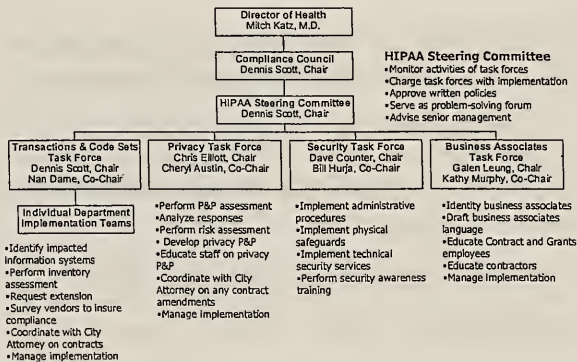 Director of Health
Mitch Katz, M.D.
Compliance Council
Dennis Scott, Chair
HIPAA Steering Committee
Dennis Scott, Chair
HIPAA Steering Committee
•Monitor activities of task forces
•Charge task forces with implementation
•Approve written policies
•Serve as problem-solving forum
•Advise senior management
Transactions & Code Sets
Task Force
Dennis Scott, Chair
Nan Dame, Co-Chair
Individual Department
Implementation Teams
•Identify impacted
information systems
•Perform inventory
assessment
•Request extension
•Survey vendors to insure
compliance
•Coordinate with City
Attorney on contracts
•Manage implementation
Privacy Task Force
Chris Elliott, Chair
Cheryl Austin, Co-Chair
•Perform P&P assessment
•Analyze responses
•Perform risk assessment
• Develop privacy P&P
•Educate staff on privacy
P&P
•Coordinate with City
Attorney on any contract
amendments
•Manage implementation
Security Task Force
Dave Counter, Chair
Bill Hurja, Co-Chair
•Implement administrative
procedures
•Implement physical
safeguards
•Implement technical
security services
•Perform security awareness
training
Business Associates
Task Force
Galen Leung, Chair
Kathy Murphy, Co-Chair
•Identity business associates
•Draft business associates
language
•Educate Contract and Grants
employees
•Educate contractors
•Manage implementation